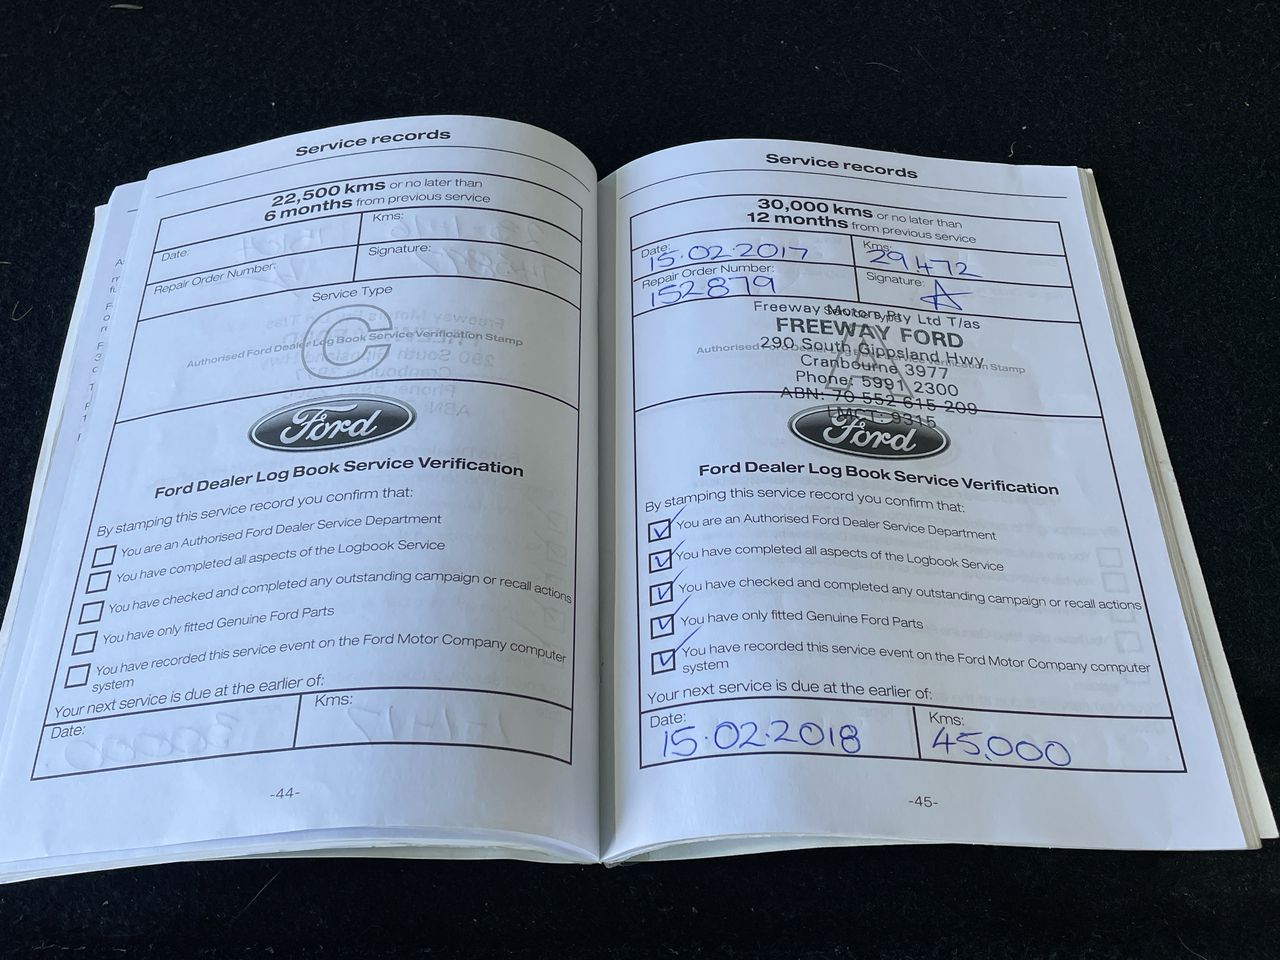 Service records
22,500 kms or no later than
6 months from previous service
Date:
Kms:
Repair Order Number:
Signature:
Service Type
C
Authorised Ford Dealer Log Book Service Verification Stamp
Ford
Ford Dealer Log Book Service Verification
By stamping this service record you confirm that:
You are an Authorised Ford Dealer Service Department
You have completed all aspects of the Logbook Service
You have checked and completed any outstanding campaign or recall actions
You have only fitted Genuine Ford Parts
You have recorded this service event on the Ford Motor Company computer
system
Your next service is due at the earlier of:
Date:
Kms:
-44-
Service records
30,000 kms or no later than
12 months from previous service
Date: 15.02.2017
Kms: 29472
Repair Order Number: 152879
Signature: A
Service Type
Freeway Motors Pty Ltd T/as
FREEWAY FORD
290 South Gippsland Hwy
Authorised Ford Dealer Log Book Service Verification Stamp
A
Cranbourne 3977
Phone: 5991 2300
ABN: 70 552 615 209
LMCT: 9315
Ford
Ford Dealer Log Book Service Verification
By stamping this service record you confirm that:
You are an Authorised Ford Dealer Service Department
You have completed all aspects of the Logbook Service
You have checked and completed any outstanding campaign or recall actions
You have only fitted Genuine Ford Parts
You have recorded this service event on the Ford Motor Company computer
system
Your next service is due at the earlier of:
Date: 15.02.2018
Kms: 45,000
-45-